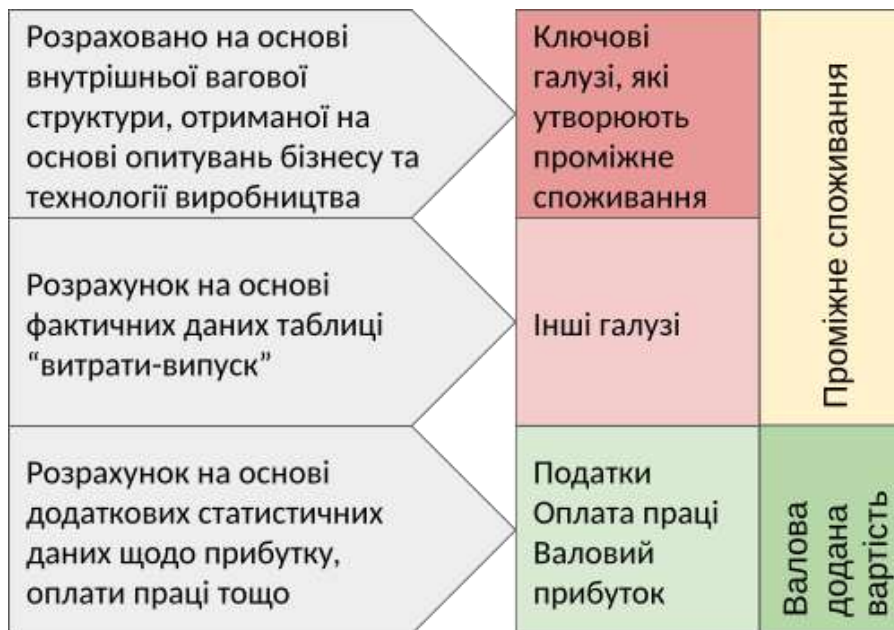 Розраховано на основі
внутрішньої вагової
структури, отриманої на
основі опитувань бізнесу та
технології виробництва
Ключові
галузі, які
утворюють
проміжне
споживання
Проміжне споживання
Розрахунок на основі
фактичних даних таблиці
“витрати-випуск”
Інші галузі
Розрахунок на основі
додаткових статистичних
даних щодо прибутку,
оплати праці тощо
Податки
Оплата праці
Валовий
прибуток
Валова
додана
вартість